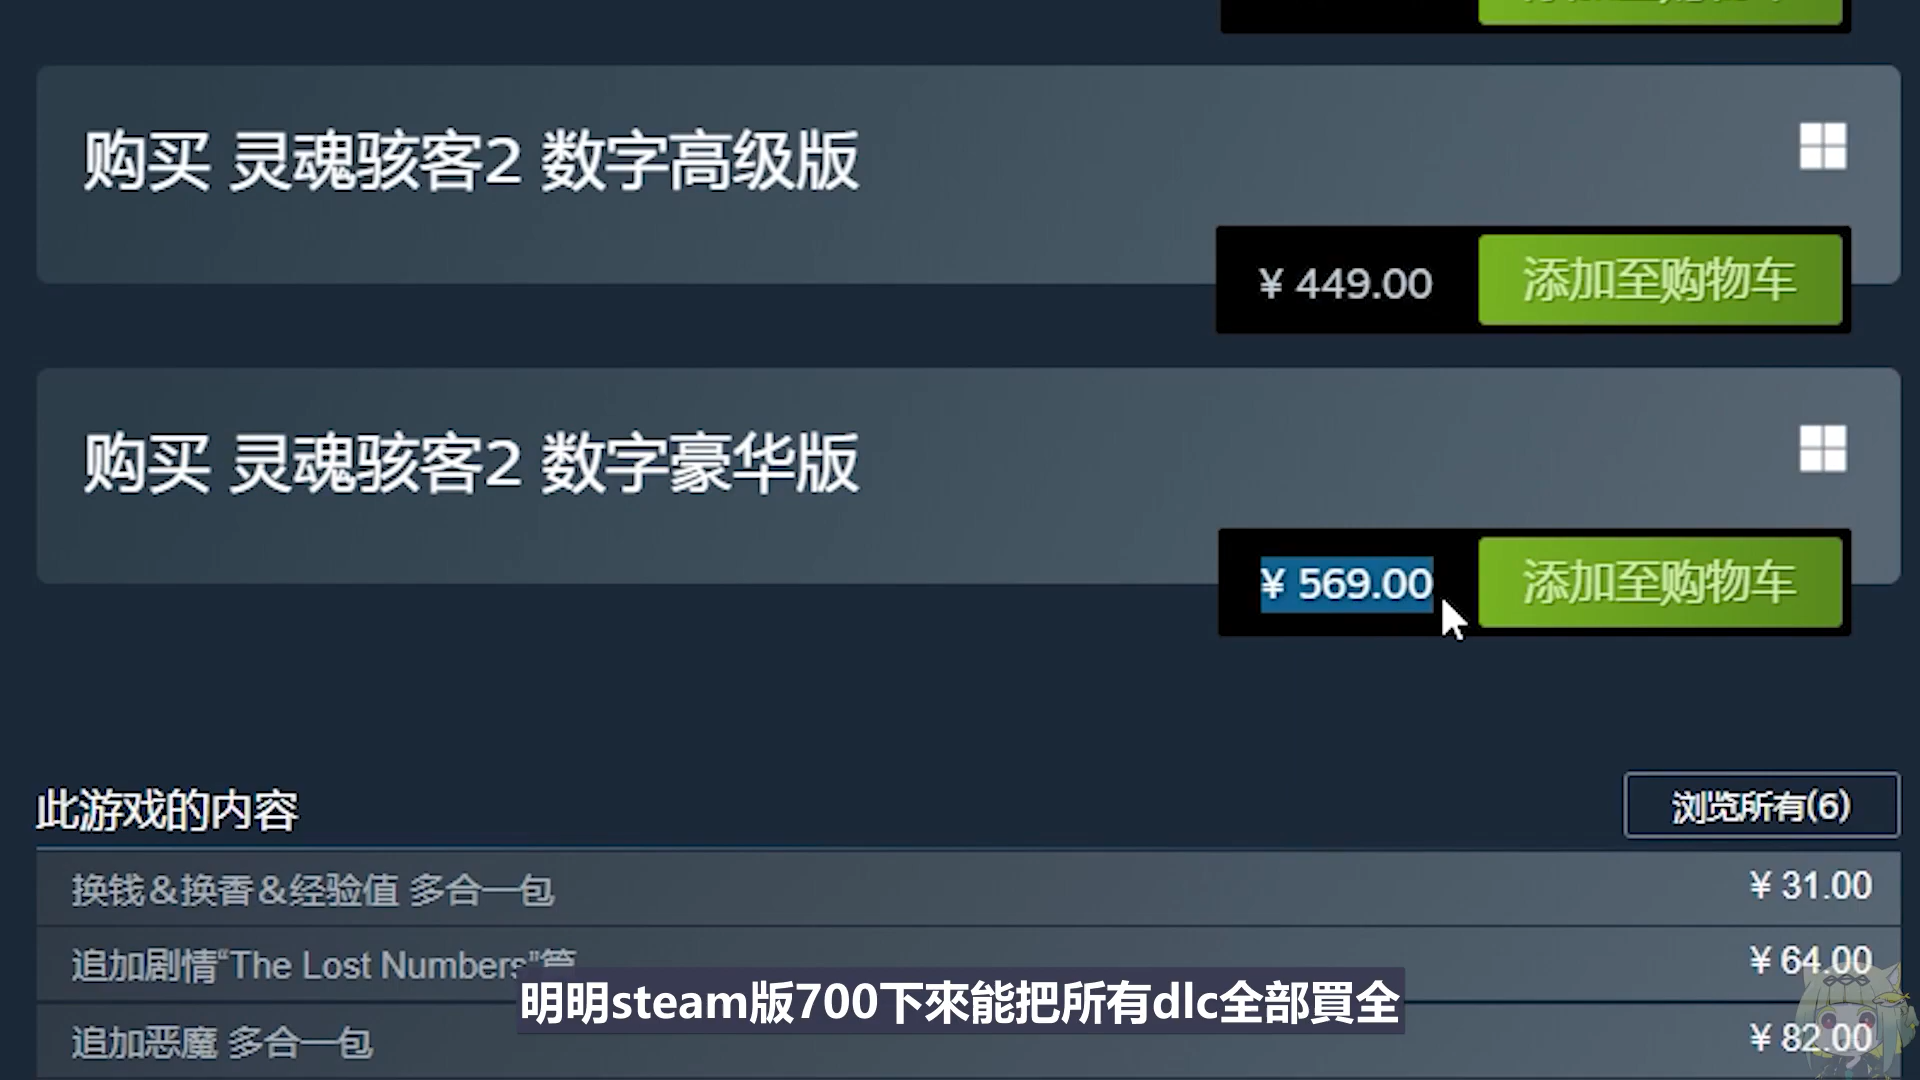 购买 灵魂骇客2 数字高级版
¥ 449.00
添加至购物车
购买 灵魂骇客2 数字豪华版
¥ 569.00
添加至购物车
此游戏的内容
浏览所有(6)
换钱&换香&经验值 多合一包
¥ 31.00
追加剧情“The Lost Numbers”篇
¥ 64.00
明明steam版700下來能把所有dlc全部買全
追加恶魔 多合一包
¥ 82.00